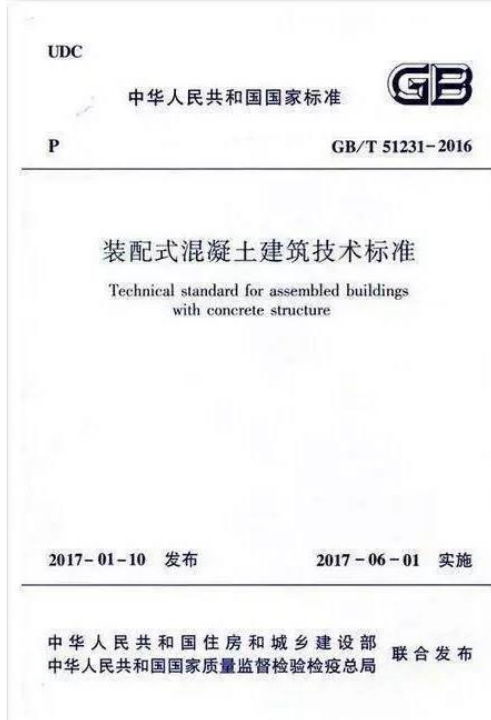 UDC
中华人民共和国国家标准
GB
P
GB/T 51231-2016
装配式混凝土建筑技术标准
Technical standard for assembled buildings
with concrete structure
2017-01-10 发布
2017-06-01 实施
中华人民共和国住房和城乡建设部
中华人民共和国国家质量监督检验检疫总局
联合发布